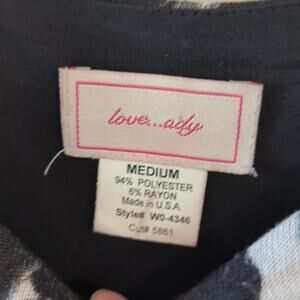 love...ady
MEDIUM
94% POLYESTER
6% RAYON
Made in U.S.A
Style# W0-4346
Cut# 5861